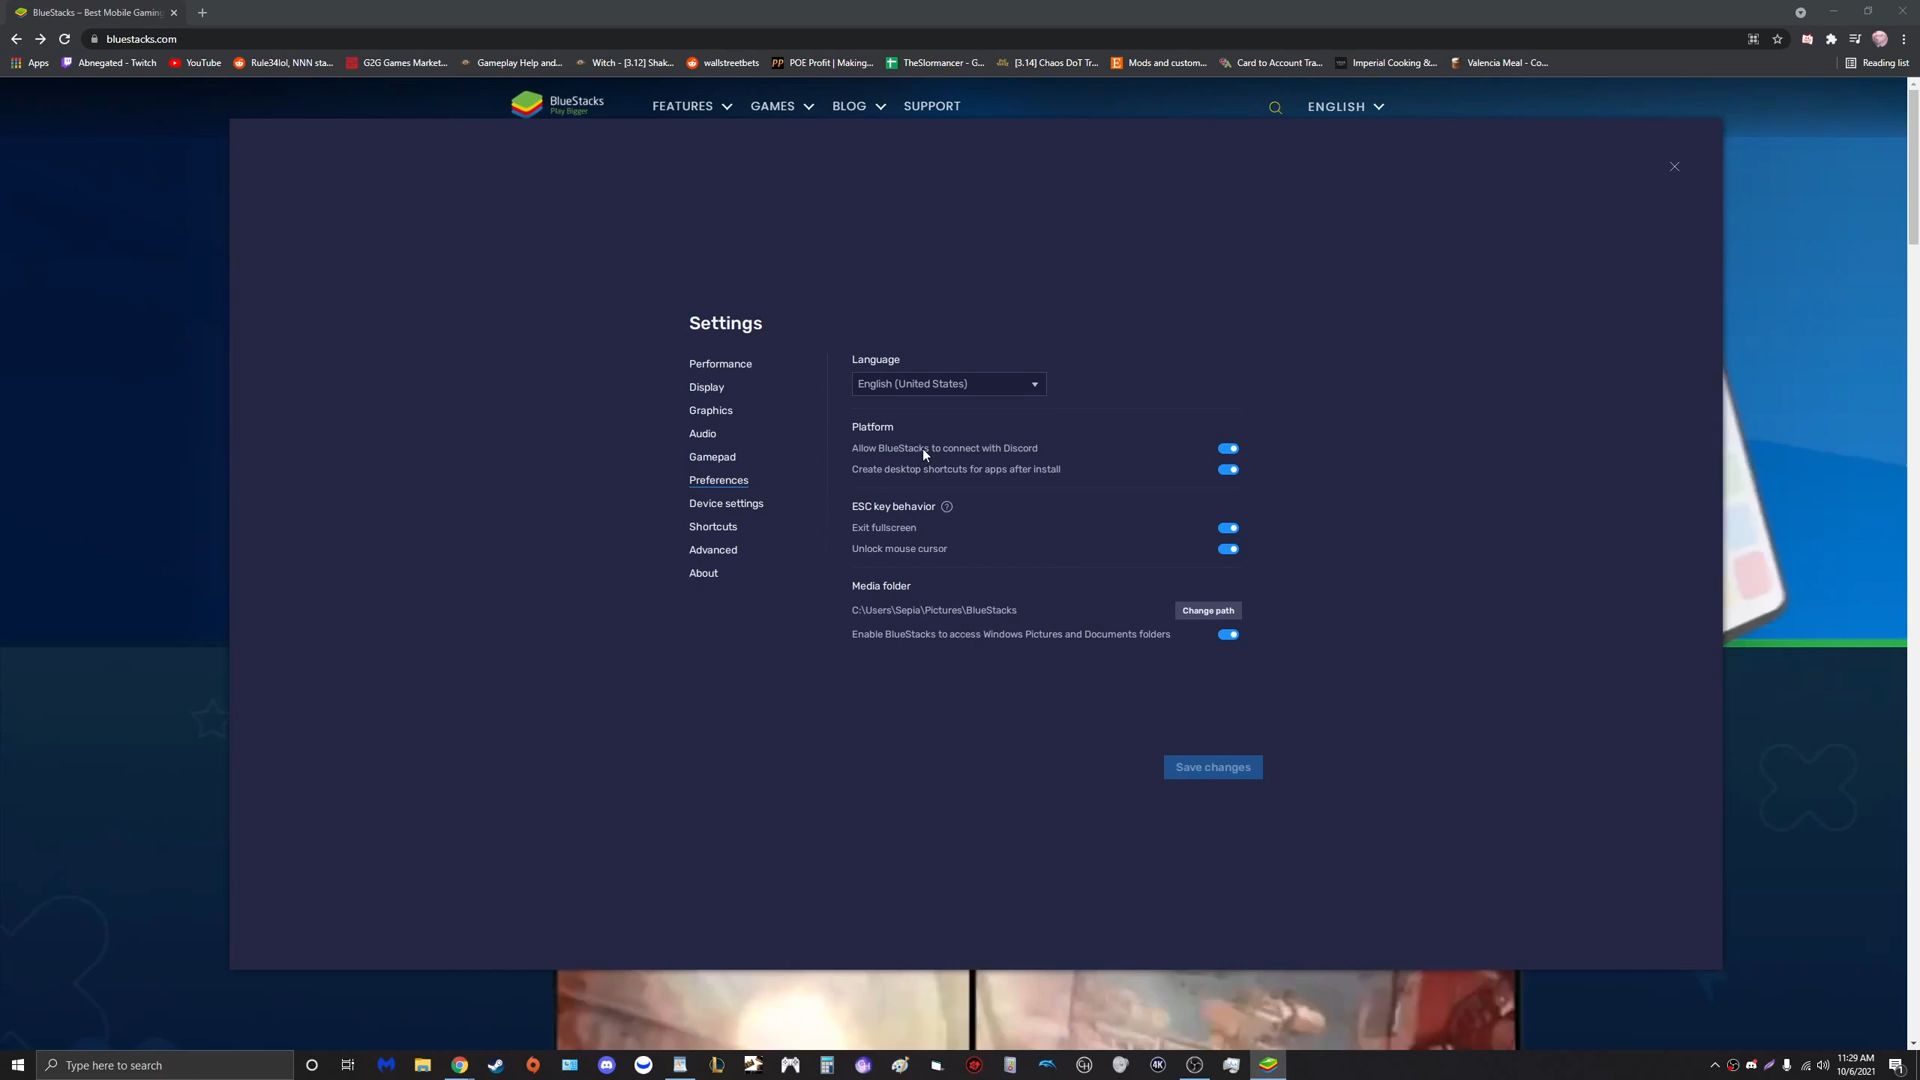 BlueStacks – Best Mobile Gaming
bluestacks.com
Apps Abnegated - Twitch YouTube Rule34lol, NNN sta... G2G Games Market... Gameplay Help and... Witch - [3.12] Shak... wallstreetbets POE Profit | Making... TheSlormancer - G... [3.14] Chaos DoT Tr... Mods and custom... Card to Account Tra... Imperial Cooking &... Valencia Meal - Co... Reading list
BlueStacks
Play Bigger
FEATURES GAMES BLOG SUPPORT ENGLISH
Settings
Performance
Display
Graphics
Audio
Gamepad
Preferences
Device settings
Shortcuts
Advanced
About
Language
English (United States)
Platform
Allow BlueStacks to connect with Discord
Create desktop shortcuts for apps after install
ESC key behavior ?
Exit fullscreen
Unlock mouse cursor
Media folder
C:\Users\Sepia\Pictures\BlueStacks Change path
Enable BlueStacks to access Windows Pictures and Documents folders
Save changes
Type here to search
11:29 AM
10/6/2021